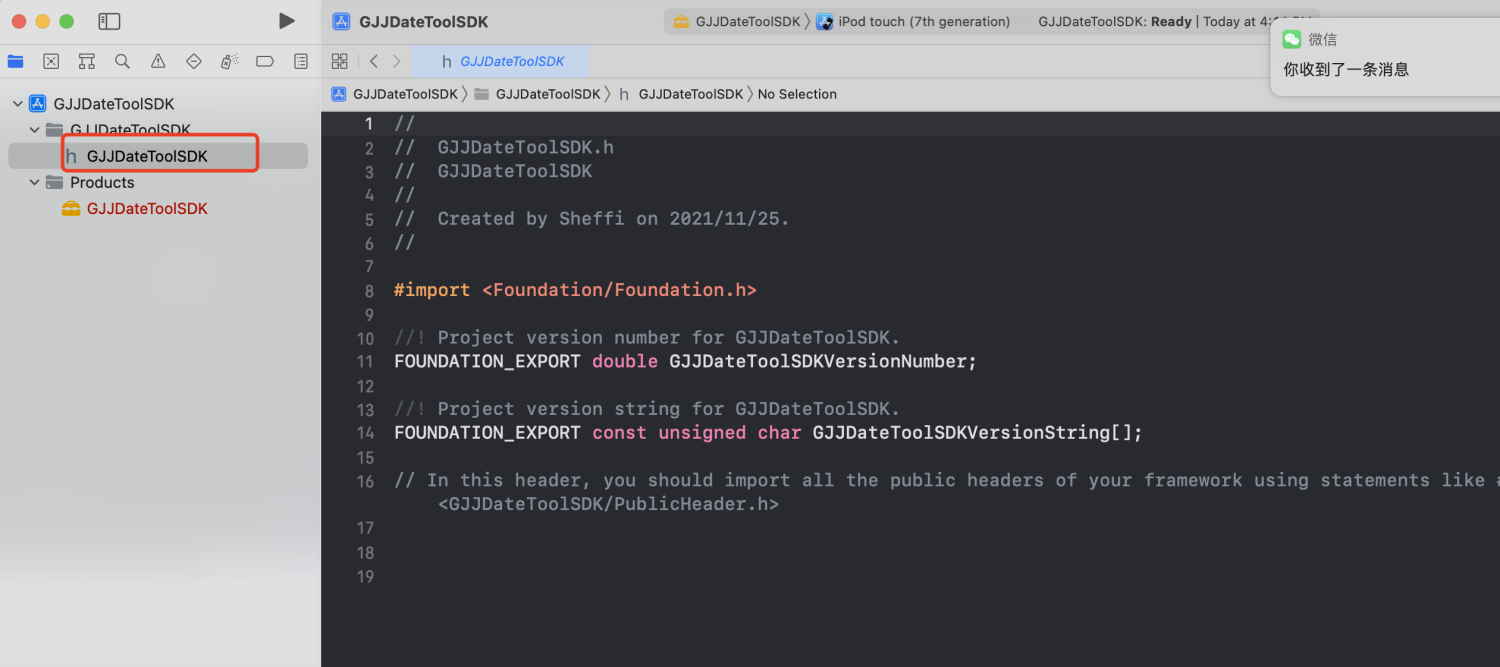 GJJDateToolSDK
GJJDateToolSDK 〉 iPod touch (7th generation)
GJJDateToolSDK: Ready | Today at
微信
你收到了一条消息
h GJJDateToolSDK
GJJDateToolSDK 〉 GJJDateToolSDK 〉 h GJJDateToolSDK 〉 No Selection
GJJDateToolSDK
GJJDateToolSDK
h GJJDateToolSDK
Products
GJJDateToolSDK
1 //
2 //  GJJDateToolSDK.h
3 //  GJJDateToolSDK
4 //
5 //  Created by Sheffi on 2021/11/25.
6 //
7
8 #import <Foundation/Foundation.h>
9
10 //! Project version number for GJJDateToolSDK.
11 FOUNDATION_EXPORT double GJJDateToolSDKVersionNumber;
12
13 //! Project version string for GJJDateToolSDK.
14 FOUNDATION_EXPORT const unsigned char GJJDateToolSDKVersionString[];
15
16 // In this header, you should import all the public headers of your framework using statements like
<GJJDateToolSDK/PublicHeader.h>
17
18
19